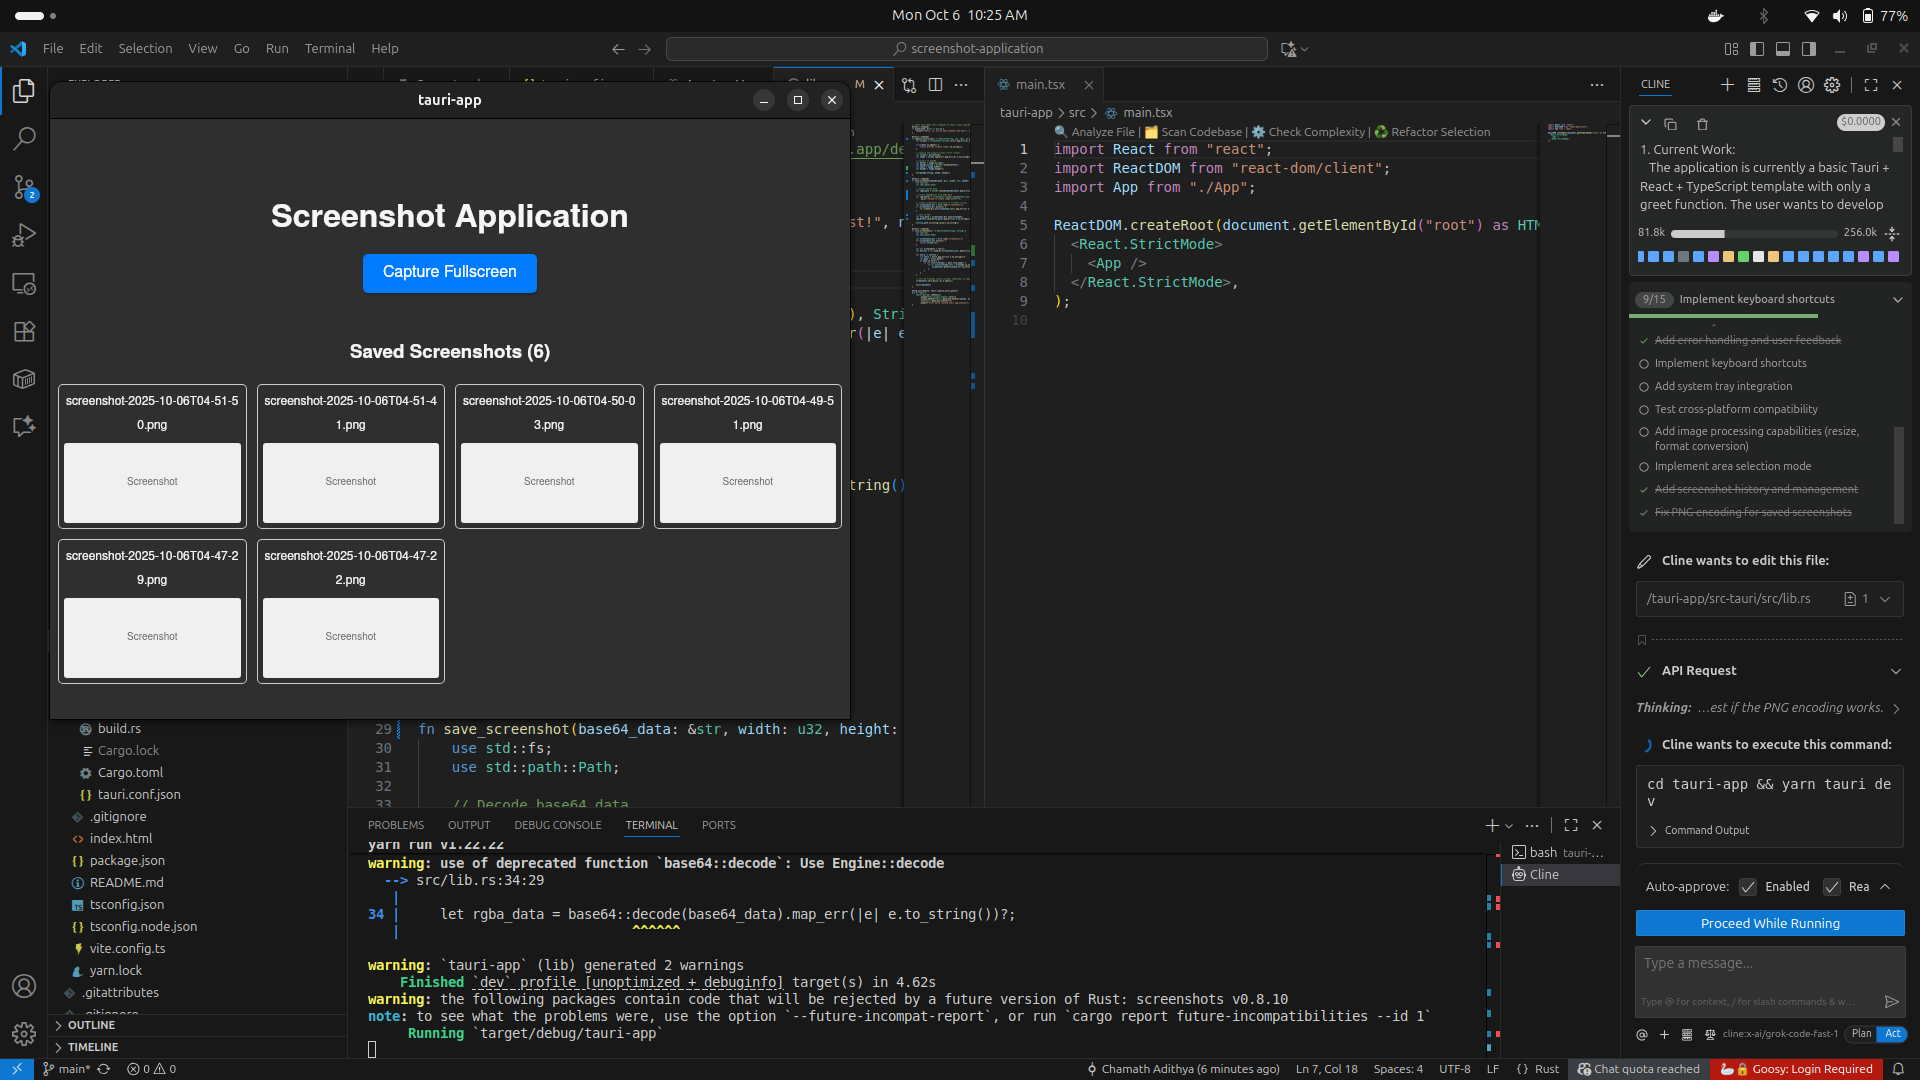 Mon Oct 6 10:25 AM
77%
File Edit Selection View Go Run Terminal Help
screenshot-application
tauri-app
Screenshot Application
Capture Fullscreen
Saved Screenshots (6)
screenshot-2025-10-06T04-51-5
0.png
Screenshot
screenshot-2025-10-06T04-51-4
1.png
Screenshot
screenshot-2025-10-06T04-50-0
3.png
Screenshot
screenshot-2025-10-06T04-49-5
1.png
Screenshot
screenshot-2025-10-06T04-47-2
9.png
Screenshot
screenshot-2025-10-06T04-47-2
2.png
Screenshot
2
build.rs
Cargo.lock
Cargo.toml
tauri.conf.json
.gitignore
index.html
package.json
README.md
tsconfig.json
tsconfig.node.json
vite.config.ts
yarn.lock
.gitattributes
OUTLINE
TIMELINE
M
29 fn save_screenshot(base64_data: &str, width: u32, height:
30 use std::fs;
31 use std::path::Path;
32
33 // Decode base64 data
main.tsx
tauri-app > src > main.tsx
Analyze File | Scan Codebase | Check Complexity | Refactor Selection
1 import React from "react";
2 import ReactDOM from "react-dom/client";
3 import App from "./App";
4
5 ReactDOM.createRoot(document.getElementById("root") as HTM
6 <React.StrictMode>
7 <App />
8 </React.StrictMode>,
9 );
10
PROBLEMS OUTPUT DEBUG CONSOLE TERMINAL PORTS
yarn run v1.22.22
warning: use of deprecated function `base64::decode`: Use Engine::decode
--> src/lib.rs:34:29
|
34 | let rgba_data = base64::decode(base64_data).map_err(|e| e.to_string())?;
| ^^^^^^
warning: `tauri-app` (lib) generated 2 warnings
Finished `dev` profile [unoptimized + debuginfo] target(s) in 4.62s
warning: the following packages contain code that will be rejected by a future version of Rust: screenshots v0.8.10
note: to see what the problems were, use the option `--future-incompat-report`, or run `cargo report future-incompatibilities --id 1`
Running `target/debug/tauri-app`
bash tauri-...
Cline
CLINE
$0.0000
1. Current Work:
The application is currently a basic Tauri +
React + TypeScript template with only a
greet function. The user wants to develop
81.8k 256.0k
9/15 Implement keyboard shortcuts
Add error handling and user feedback
Implement keyboard shortcuts
Add system tray integration
Test cross-platform compatibility
Add image processing capabilities (resize,
format conversion)
Implement area selection mode
Add screenshot history and management
Fix PNG encoding for saved screenshots
Cline wants to edit this file:
/tauri-app/src-tauri/src/lib.rs 1
API Request
Thinking: ...est if the PNG encoding works.
Cline wants to execute this command:
cd tauri-app && yarn tauri de
v
Command Output
Auto-approve: Enabled Rea
Proceed While Running
Type a message...
Type @ for context, / for slash commands & w...
cline:x-ai/grok-code-fast-1 Plan Act
main* 0 0
Chamath Adithya (6 minutes ago) Ln 7, Col 18 Spaces: 4 UTF-8 LF {} Rust Chat quota reached Goosy: Login Required